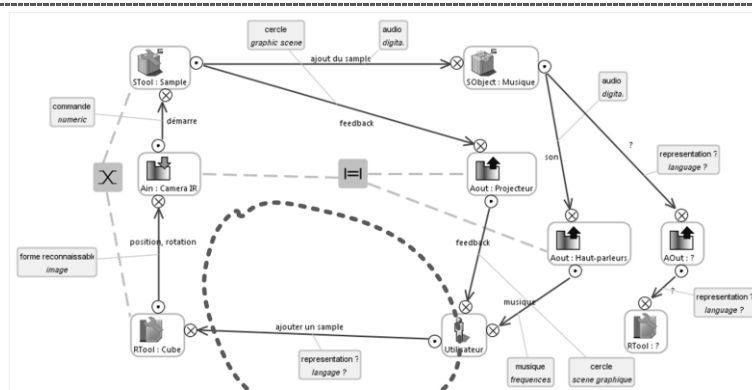 cercle
graphic scene
audio
digita.
ajout du sample
STool : Sample
SObject : Musique
commande
numeric
démarre
feedback
audio
digita.
son
?
representation ?
language ?
Ain : Camera IR
Aout : Projecteur
position, rotation
forme reconnaissabl
image
feedback
Aout : Haut-parleurs
AOut : ?
?
representation ?
language ?
musique
ajouter un sample
RTool : Cube
Utilisateur
RTool : ?
representation ?
langage ?
musique
frequences
cercle
scene graphique